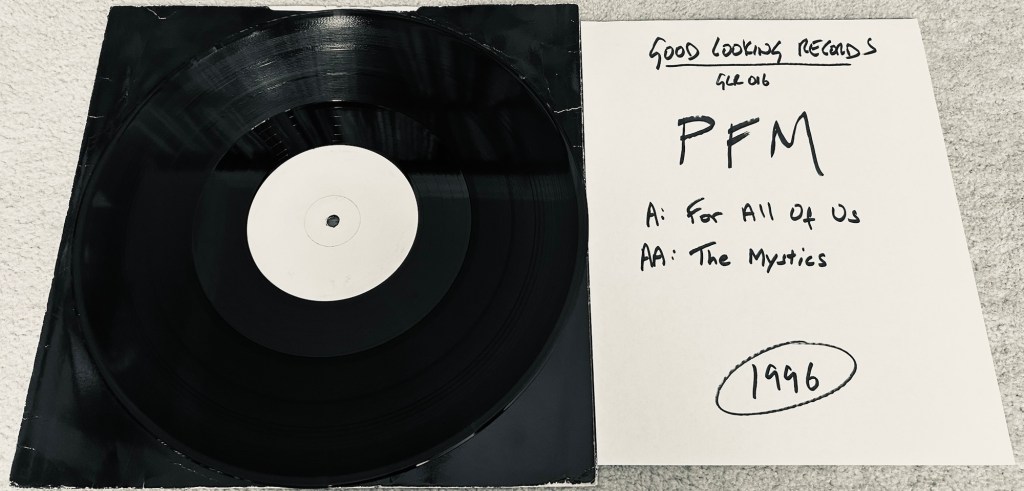 GOOD LOOKING RECORDS
GLR 016
PFM
A: For All Of Us
AA: The Mystics
1996